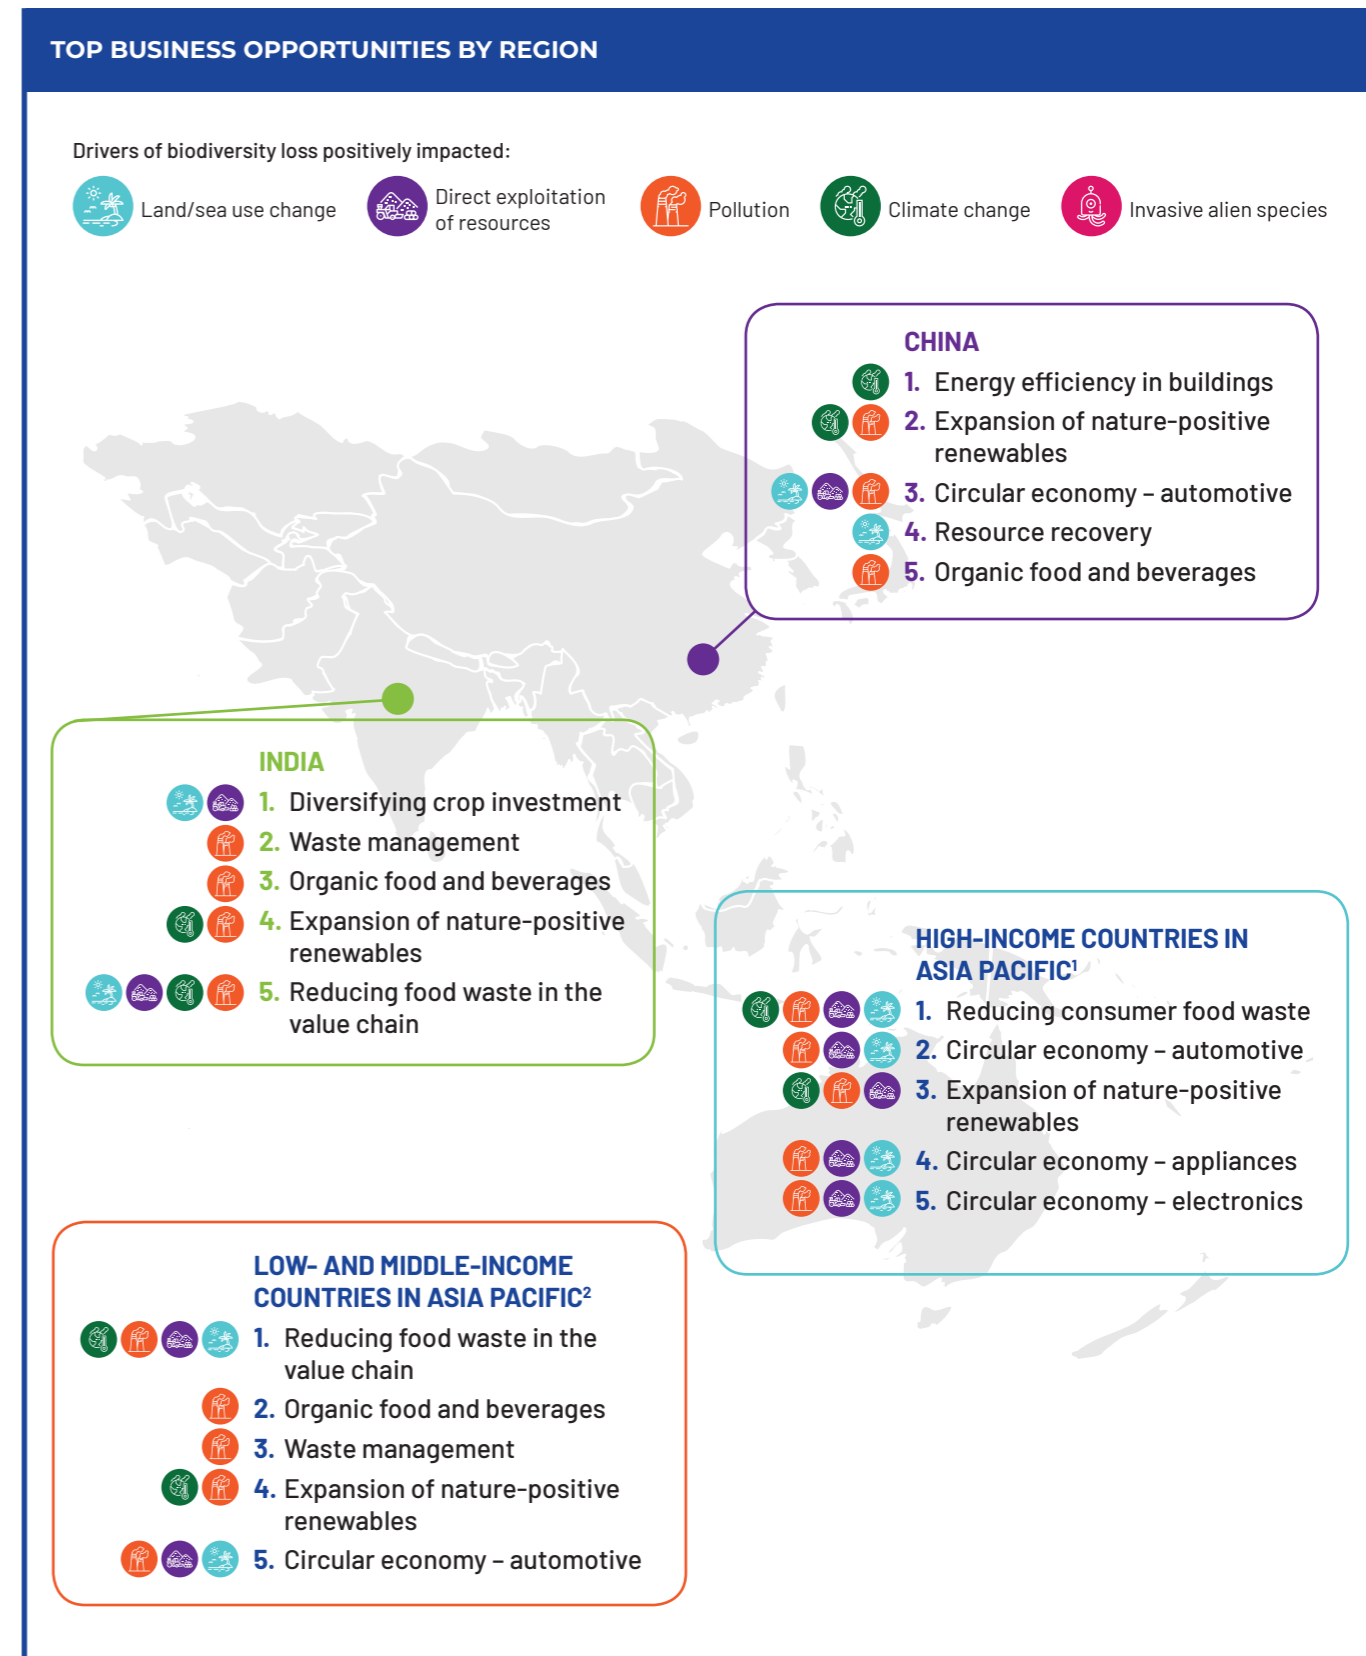 TOP BUSINESS OPPORTUNITIES BY REGION
Drivers of biodiversity loss positively impacted:
Land/sea use change
Direct exploitation
of resources
Pollution
Climate change
Invasive alien species
CHINA
1. Energy efficiency in buildings
2. Expansion of nature-positive
renewables
3. Circular economy – automotive
4. Resource recovery
5. Organic food and beverages
INDIA
1. Diversifying crop investment
2. Waste management
3. Organic food and beverages
4. Expansion of nature-positive
renewables
5. Reducing food waste in the
value chain
HIGH-INCOME COUNTRIES IN
ASIA PACIFIC¹
1. Reducing consumer food waste
2. Circular economy – automotive
3. Expansion of nature-positive
renewables
4. Circular economy – appliances
5. Circular economy – electronics
LOW- AND MIDDLE-INCOME
COUNTRIES IN ASIA PACIFIC²
1. Reducing food waste in the
value chain
2. Organic food and beverages
3. Waste management
4. Expansion of nature-positive
renewables
5. Circular economy – automotive